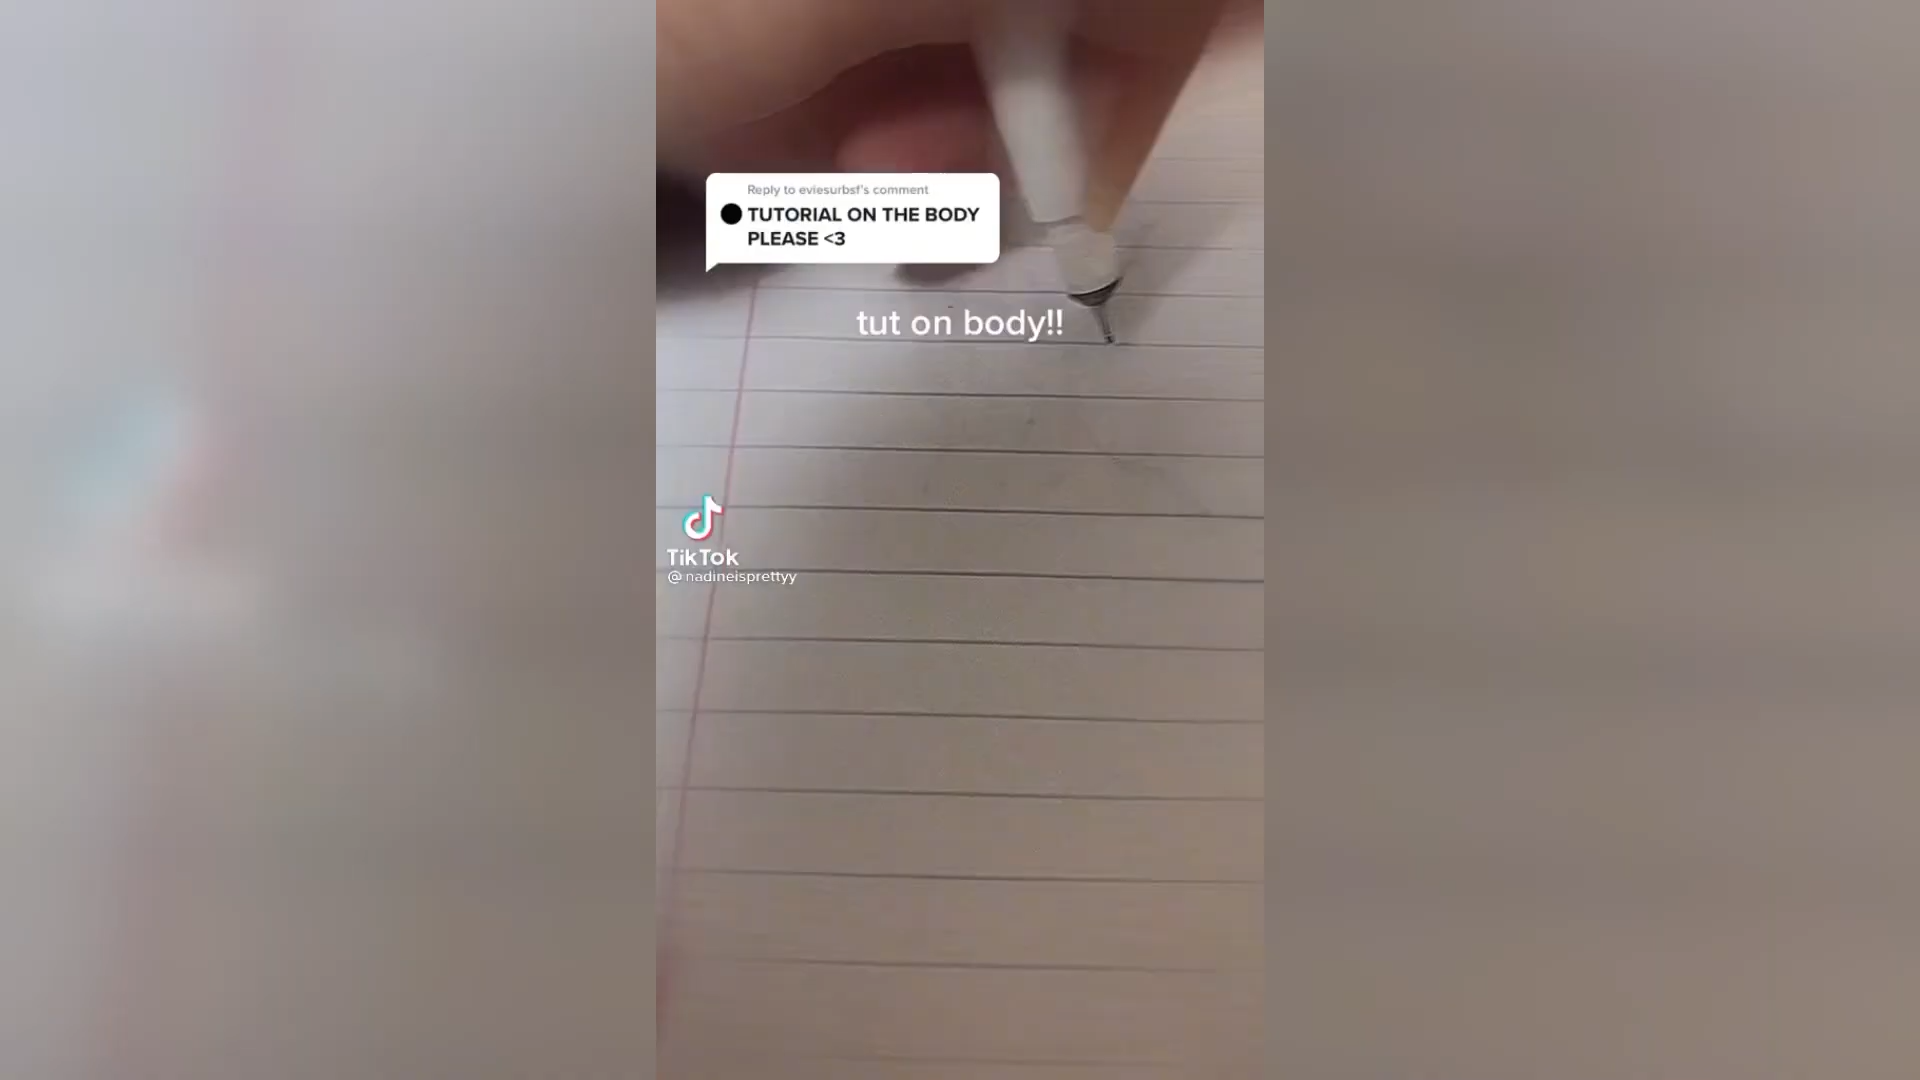 Reply to eviesurbsf's comment
TUTORIAL ON THE BODY
PLEASE <3
tut on body!!
TikTok
@nadineisprettyy